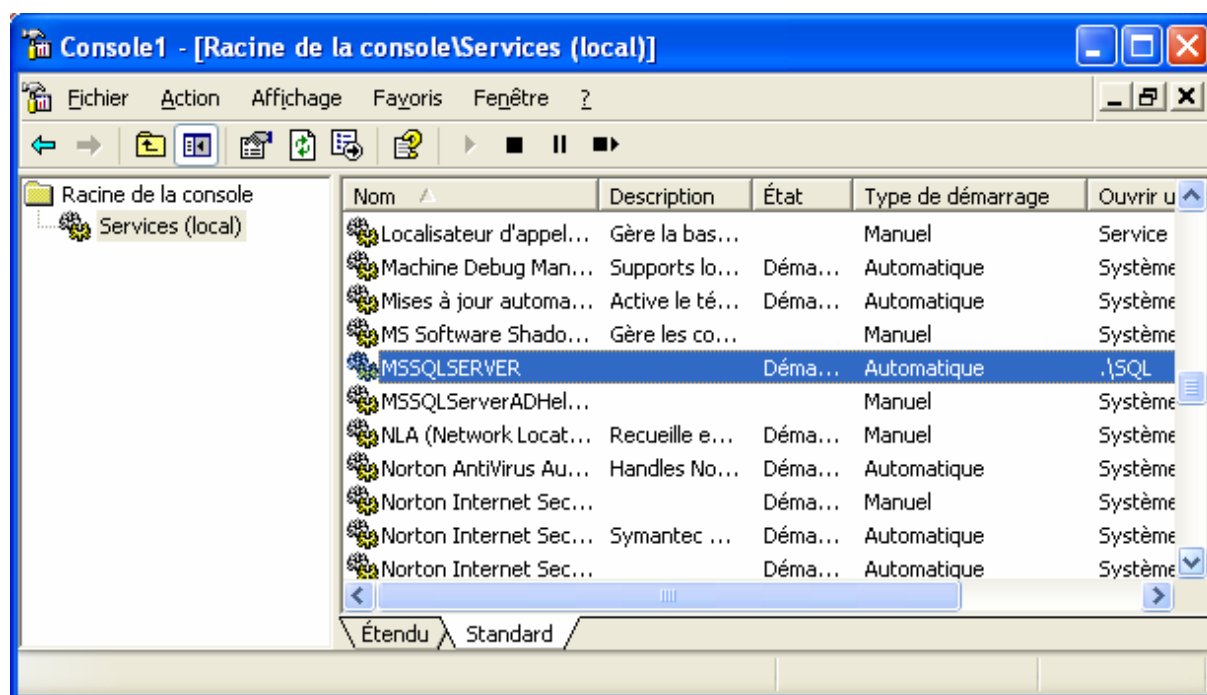 Console1 - [Racine de la console\Services (local)]
Fichier Action Affichage Favoris Fenêtre ?
Racine de la console
Services (local)
Nom Description État Type de démarrage Ouvrir u
Localisateur d'appel... Gère la bas... Manuel Service
Machine Debug Man... Supports lo... Déma... Automatique Système
Mises à jour automa... Active le té... Déma... Automatique Système
MS Software Shado... Gère les co... Manuel Système
MSSQLSERVER Déma... Automatique .\SQL
MSSQLServerADHel... Manuel Système
NLA (Network Locat... Recueille e... Déma... Manuel Système
Norton AntiVirus Au... Handles No... Déma... Automatique Système
Norton Internet Sec... Déma... Manuel Système
Norton Internet Sec... Symantec ... Déma... Automatique Système
Norton Internet Sec... Déma... Automatique Système
Étendu Standard